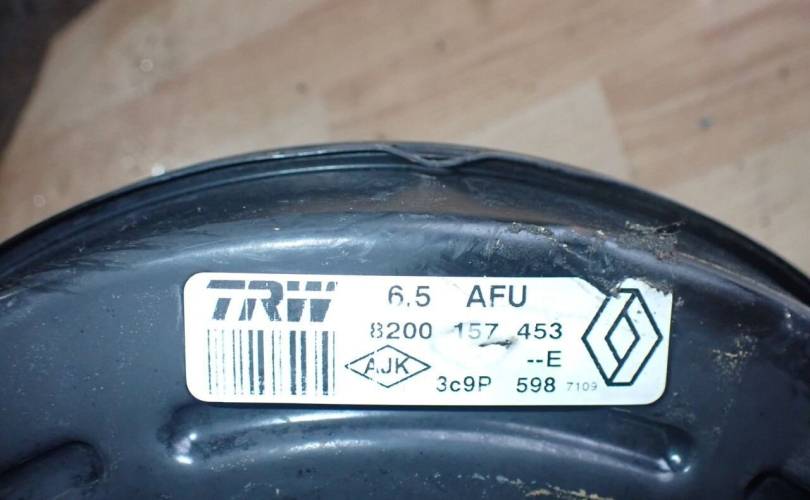 TRW 6.5 AFU
8200 157 453
AJK --E
3c9P 598 7109